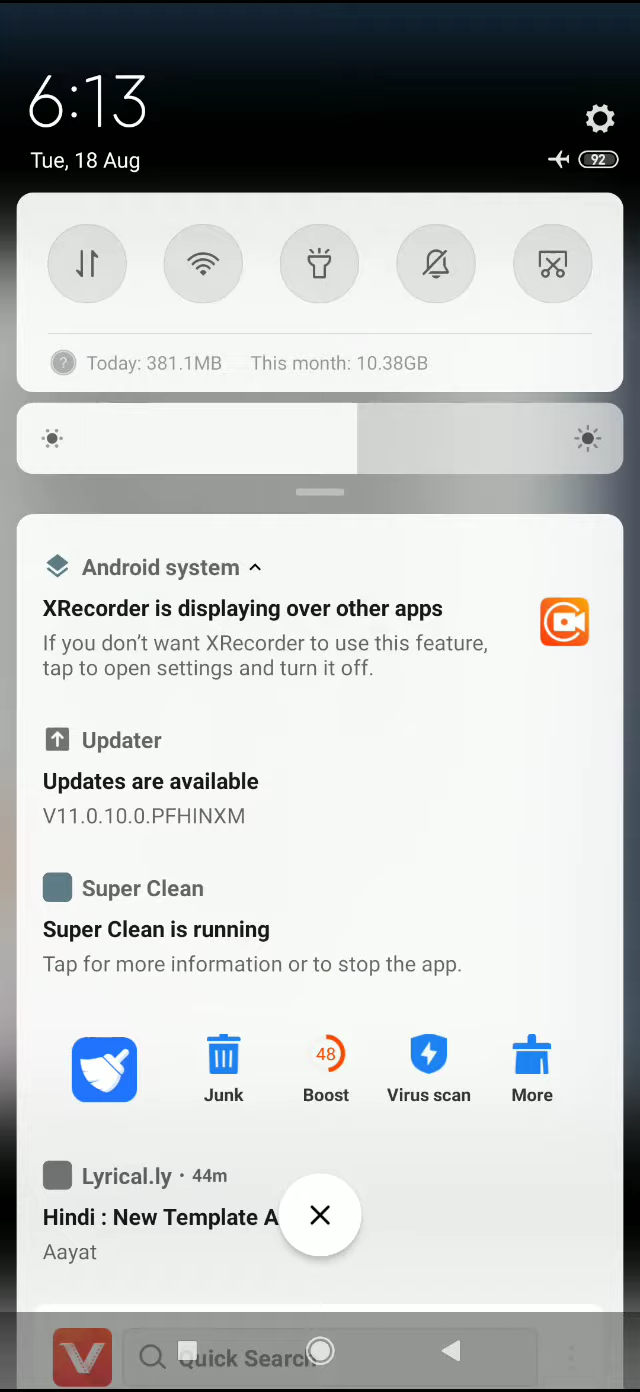 6:13
Tue, 18 Aug
92
Today: 381.1MB This month: 10.38GB
Android system
XRecorder is displaying over other apps
If you don't want XRecorder to use this feature,
tap to open settings and turn it off.
Updater
Updates are available
V11.0.10.0.PFHINXM
Super Clean
Super Clean is running
Tap for more information or to stop the app.
48
Junk Boost Virus scan More
Lyrical.ly · 44m
Hindi : New Template A
Aayat
Quick Search